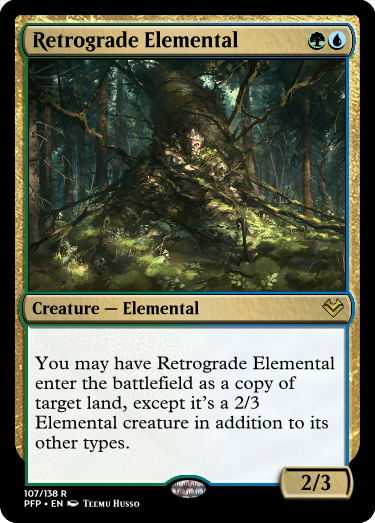 Retrograde Elemental
Creature — Elemental
You may have Retrograde Elemental
enter the battlefield as a copy of
target land, except it's a 2/3
Elemental creature in addition to its
other types.
2/3
107/138 R
PFP • EN Teemu Husso